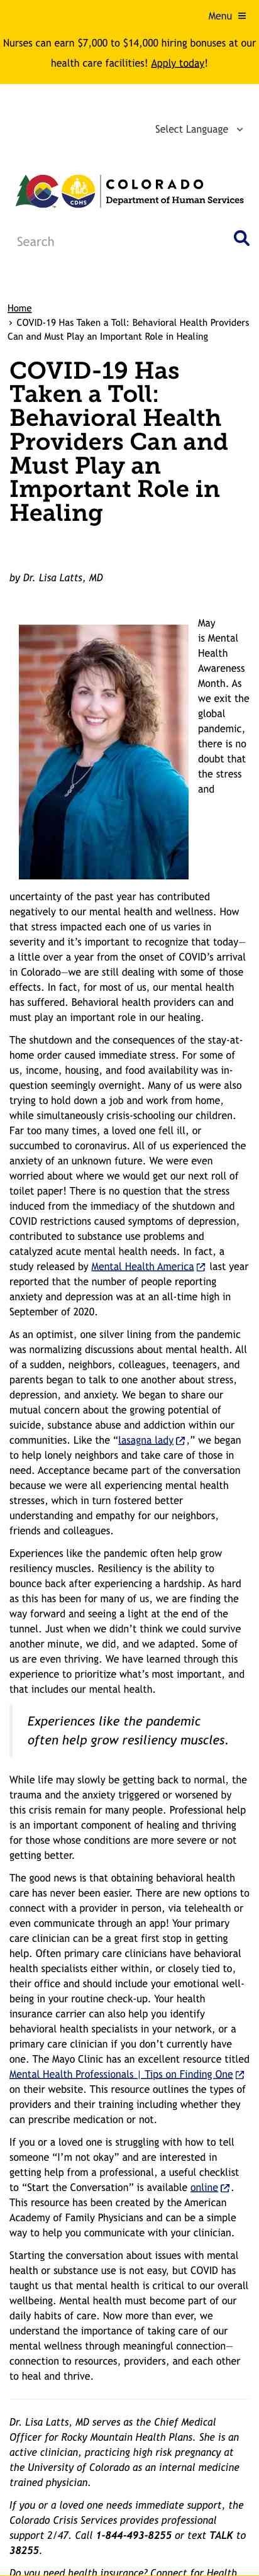 Menu ≡
Nurses can earn $7,000 to $14,000 hiring bonuses at our
health care facilities! Apply today!
Select Language
CDHS
COLORADO
Department of Human Services
Search
Home
› COVID-19 Has Taken a Toll: Behavioral Health Providers
Can and Must Play an Important Role in Healing
COVID-19 Has
Taken a Toll:
Behavioral Health
Providers Can and
Must Play an
Important Role in
Healing
by Dr. Lisa Latts, MD
May
is Mental
Health
Awareness
Month. As
we exit the
global
pandemic,
there is no
doubt that
the stress
and
uncertainty of the past year has contributed
negatively to our mental health and wellness. How
that stress impacted each one of us varies in
severity and it’s important to recognize that today—
a little over a year from the onset of COVID’s arrival
in Colorado—we are still dealing with some of those
effects. In fact, for most of us, our mental health
has suffered. Behavioral health providers can and
must play an important role in our healing.
The shutdown and the consequences of the stay-at-
home order caused immediate stress. For some of
us, income, housing, and food availability was in-
question seemingly overnight. Many of us were also
trying to hold down a job and work from home,
while simultaneously crisis-schooling our children.
Far too many times, a loved one fell ill, or
succumbed to coronavirus. All of us experienced the
anxiety of an unknown future. We were even
worried about where we would get our next roll of
toilet paper! There is no question that the stress
induced from the immediacy of the shutdown and
COVID restrictions caused symptoms of depression,
contributed to substance use problems and
catalyzed acute mental health needs. In fact, a
study released by Mental Health America last year
reported that the number of people reporting
anxiety and depression was at an all-time high in
September of 2020.
As an optimist, one silver lining from the pandemic
was normalizing discussions about mental health. All
of a sudden, neighbors, colleagues, teenagers, and
parents began to talk to one another about stress,
depression, and anxiety. We began to share our
mutual concern about the growing potential of
suicide, substance abuse and addiction within our
communities. Like the “lasagna lady,” we began
to help lonely neighbors and take care of those in
need. Acceptance became part of the conversation
because we were all experiencing mental health
stresses, which in turn fostered better
understanding and empathy for our neighbors,
friends and colleagues.
Experiences like the pandemic often help grow
resiliency muscles. Resiliency is the ability to
bounce back after experiencing a hardship. As hard
as this has been for many of us, we are finding the
way forward and seeing a light at the end of the
tunnel. Just when we didn’t think we could survive
another minute, we did, and we adapted. Some of
us are even thriving. We have learned through this
experience to prioritize what’s most important, and
that includes our mental health.
Experiences like the pandemic
often help grow resiliency muscles.
While life may slowly be getting back to normal, the
trauma and the anxiety triggered or worsened by
this crisis remain for many people. Professional help
is an important component of healing and thriving
for those whose conditions are more severe or not
getting better.
The good news is that obtaining behavioral health
care has never been easier. There are new options to
connect with a provider in person, via telehealth or
even communicate through an app! Your primary
care clinician can be a great first stop in getting
help. Often primary care clinicians have behavioral
health specialists either within, or closely tied to,
their office and should include your emotional well-
being in your routine check-up. Your health
insurance carrier can also help you identify
behavioral health specialists in your network, or a
primary care clinician if you don’t currently have
one. The Mayo Clinic has an excellent resource titled
Mental Health Professionals | Tips on Finding One
on their website. This resource outlines the types of
providers and their training including whether they
can prescribe medication or not.
If you or a loved one is struggling with how to tell
someone “I’m not okay” and are interested in
getting help from a professional, a useful checklist
to “Start the Conversation” is available online.
This resource has been created by the American
Academy of Family Physicians and can be a simple
way to help you communicate with your clinician.
Starting the conversation about issues with mental
health or substance use is not easy, but COVID has
taught us that mental health is critical to our overall
wellbeing. Mental health must become part of our
daily habits of care. Now more than ever, we
understand the importance of taking care of our
mental wellness through meaningful connection—
connection to resources, providers, and each other
to heal and thrive.
Dr. Lisa Latts, MD serves as the Chief Medical
Officer for Rocky Mountain Health Plans. She is an
active clinician, practicing high risk pregnancy at
the University of Colorado as an internal medicine
trained physician.
If you or a loved one needs immediate support, the
Colorado Crisis Services provides professional
support 2/47. Call 1-844-493-8255 or text TALK to
38255.
Do you need health insurance? Connect for Health